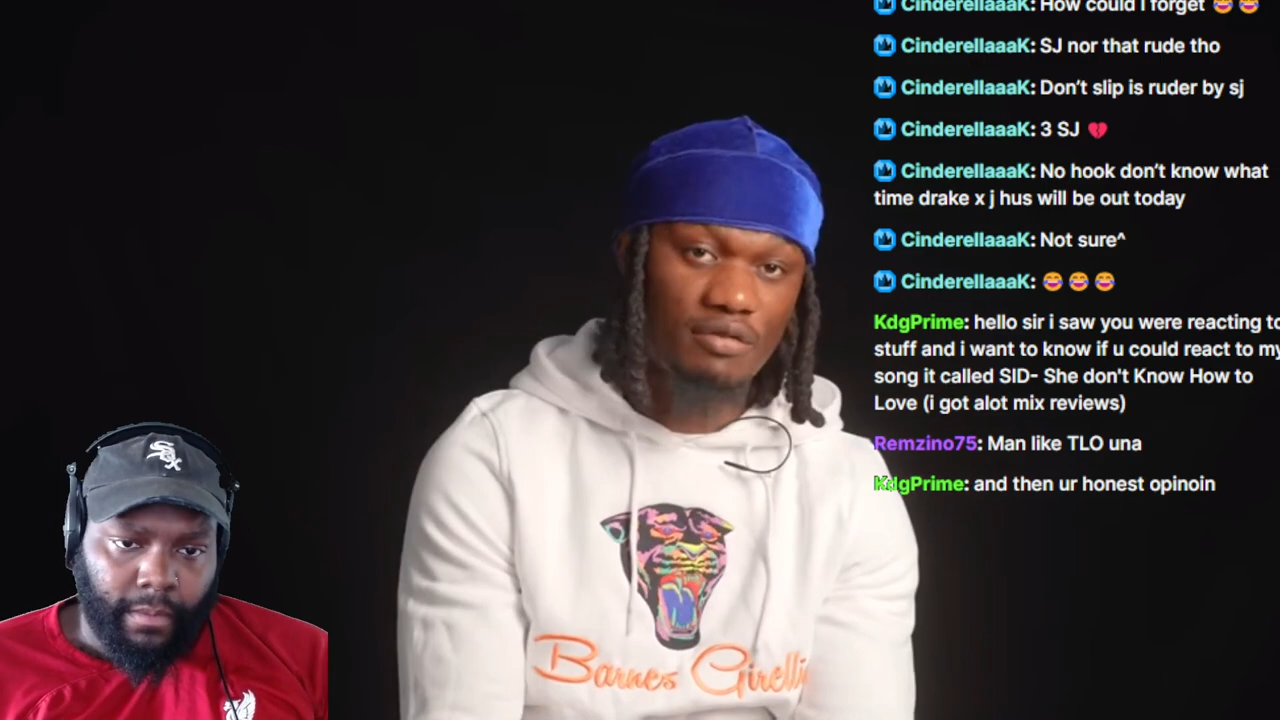 CinderellaaaK: How could I forget 😂 😂
CinderellaaaK: SJ nor that rude tho
CinderellaaaK: Don’t slip is ruder by sj
CinderellaaaK: 3 SJ 💔
CinderellaaaK: No hook don’t know what
time drake x j hus will be out today
CinderellaaaK: Not sure^
CinderellaaaK: 😂 😂 😂
KdgPrime: hello sir i saw you were reacting to
stuff and i want to know if u could react to my
song it called SID- She don't Know How to
Love (i got alot mix reviews)
Remzino75: Man like TLO una
KdgPrime: and then ur honest opinoin
SOX
Barnes Girelli